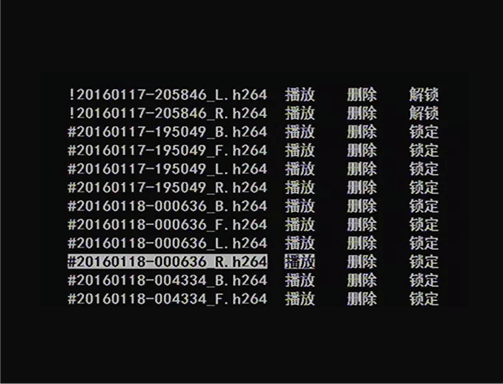 !20160117-205846_L.h264 播放 删除 解锁
!20160117-205846_R.h264 播放 删除 解锁
#20160117-195049_B.h264 播放 删除 锁定
#20160117-195049_F.h264 播放 删除 锁定
#20160117-195049_L.h264 播放 删除 锁定
#20160117-195049_R.h264 播放 删除 锁定
#20160118-000636_B.h264 播放 删除 锁定
#20160118-000636_F.h264 播放 删除 锁定
#20160118-000636_L.h264 播放 删除 锁定
#20160118-000636_R.h264 播放 删除 锁定
#20160118-004334_B.h264 播放 删除 锁定
#20160118-004334_F.h264 播放 删除 锁定